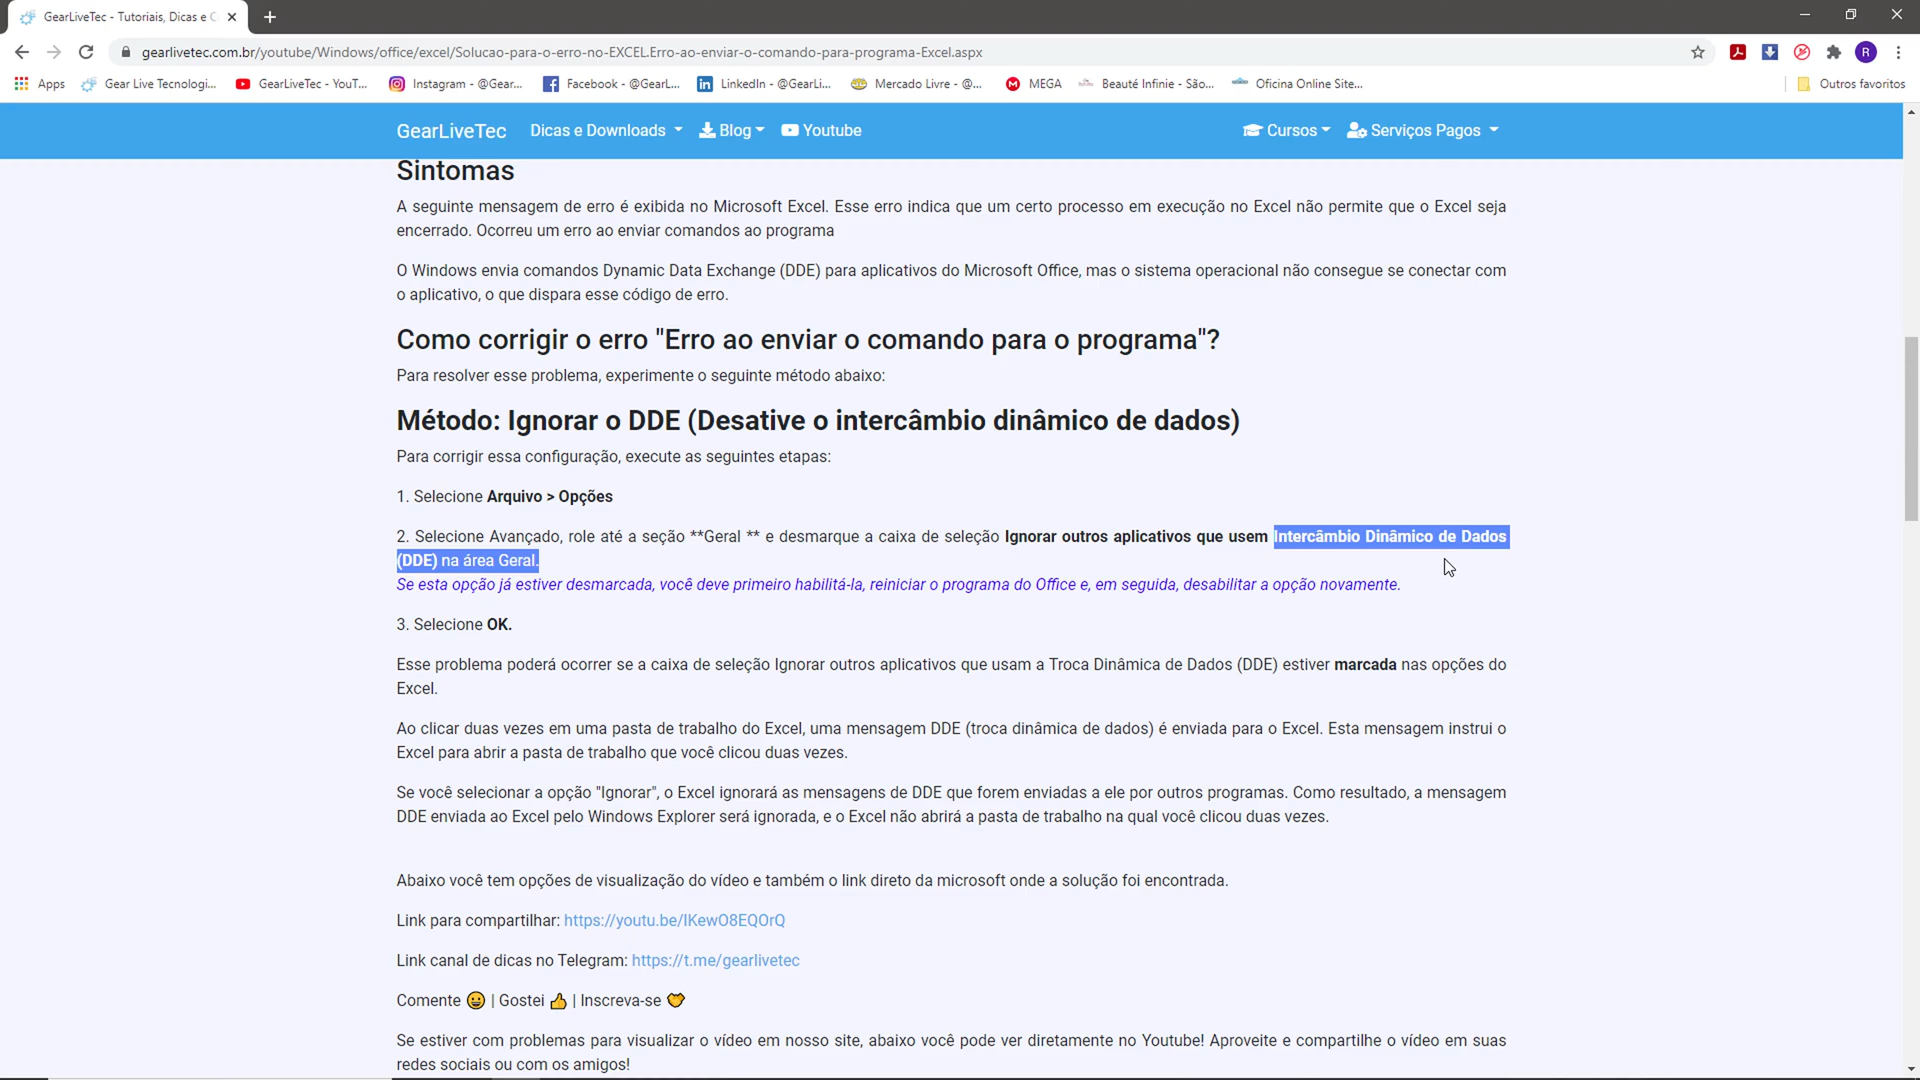 GearLiveTec - Tutoriais, Dicas e C
gearlivetec.com.br/youtube/Windows/office/excel/Solucao-para-o-erro-no-EXCEL.Erro-ao-enviar-o-comando-para-programa-Excel.aspx
R
Apps Gear Live Tecnologi... GearLiveTec - YouT... Instagram - @Gear... Facebook - @GearL... LinkedIn - @GearLi... Mercado Livre - @... MEGA Beauté Infinie - São... Oficina Online Site... Outros favoritos
GearLiveTec Dicas e Downloads Blog Youtube Cursos Serviços Pagos
Sintomas
A seguinte mensagem de erro é exibida no Microsoft Excel. Esse erro indica que um certo processo em execução no Excel não permite que o Excel seja
encerrado. Ocorreu um erro ao enviar comandos ao programa
O Windows envia comandos Dynamic Data Exchange (DDE) para aplicativos do Microsoft Office, mas o sistema operacional não consegue se conectar com
o aplicativo, o que dispara esse código de erro.
Como corrigir o erro "Erro ao enviar o comando para o programa"?
Para resolver esse problema, experimente o seguinte método abaixo:
Método: Ignorar o DDE (Desative o intercâmbio dinâmico de dados)
Para corrigir essa configuração, execute as seguintes etapas:
1. Selecione Arquivo > Opções
2. Selecione Avançado, role até a seção **Geral ** e desmarque a caixa de seleção Ignorar outros aplicativos que usem Intercâmbio Dinâmico de Dados
(DDE) na área Geral.
Se esta opção já estiver desmarcada, você deve primeiro habilitá-la, reiniciar o programa do Office e, em seguida, desabilitar a opção novamente.
3. Selecione OK.
Esse problema poderá ocorrer se a caixa de seleção Ignorar outros aplicativos que usam a Troca Dinâmica de Dados (DDE) estiver marcada nas opções do
Excel.
Ao clicar duas vezes em uma pasta de trabalho do Excel, uma mensagem DDE (troca dinâmica de dados) é enviada para o Excel. Esta mensagem instrui o
Excel para abrir a pasta de trabalho que você clicou duas vezes.
Se você selecionar a opção "Ignorar", o Excel ignorará as mensagens de DDE que forem enviadas a ele por outros programas. Como resultado, a mensagem
DDE enviada ao Excel pelo Windows Explorer será ignorada, e o Excel não abrirá a pasta de trabalho na qual você clicou duas vezes.
Abaixo você tem opções de visualização do vídeo e também o link direto da microsoft onde a solução foi encontrada.
Link para compartilhar: https://youtu.be/IKewO8EQOrQ
Link canal de dicas no Telegram: https://t.me/gearlivetec
Comente 😀 | Gostei 👍 | Inscreva-se 🤝
Se estiver com problemas para visualizar o vídeo em nosso site, abaixo você pode ver diretamente no Youtube! Aproveite e compartilhe o vídeo em suas
redes sociais ou com os amigos!